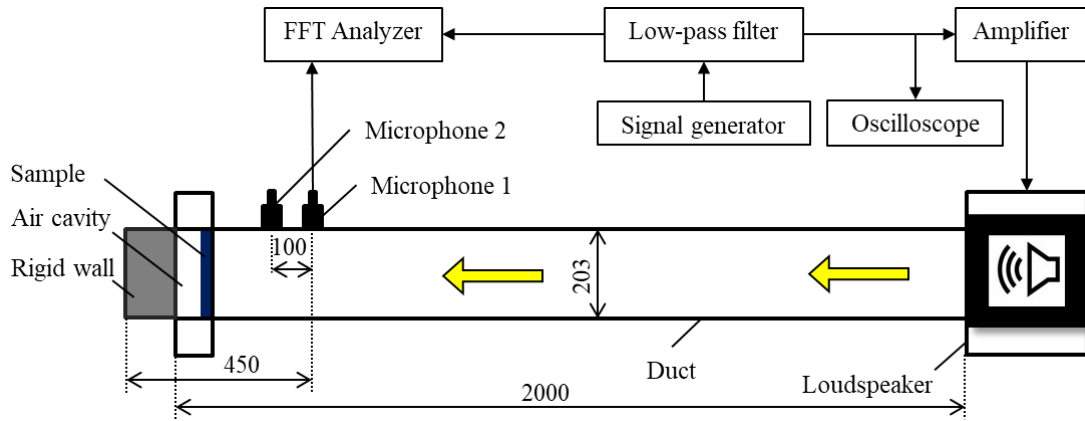 FFT Analyzer
Low-pass filter
Amplifier
Signal generator
Oscilloscope
Microphone 2
Microphone 1
Sample
Air cavity
Rigid wall
100
203
450
2000
Duct
Loudspeaker